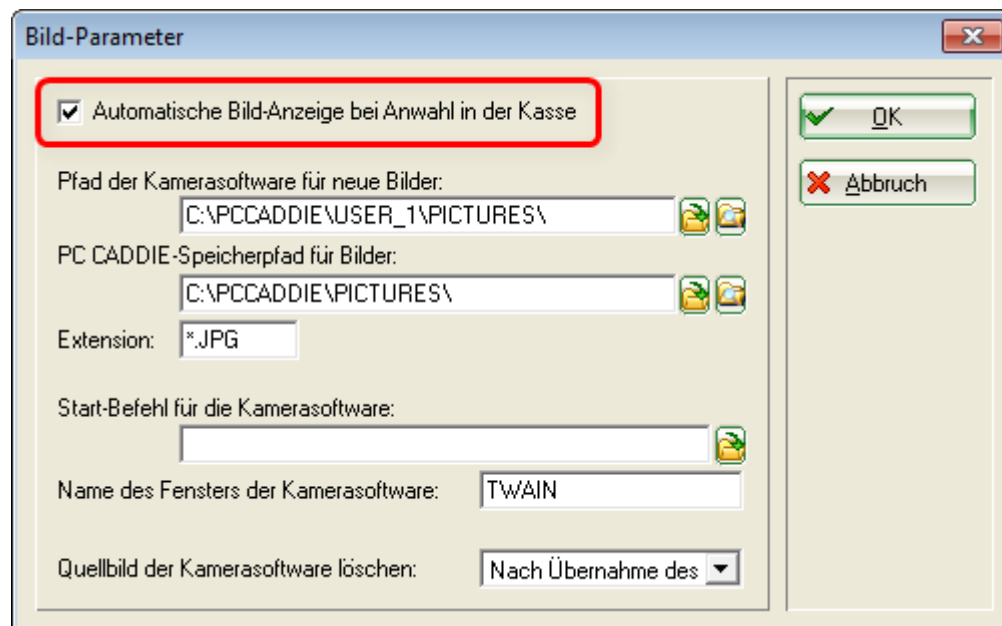 Bild-Parameter
Automatische Bild-Anzeige bei Anwahl in der Kasse
OK
Pfad der Kamerasoftware für neue Bilder:
Abbruch
C:\PCCADDIE\USER_1\PICTURES\
PC CADDIE-Speicherpfad für Bilder:
C:\PCCADDIE\PICTURES\
Extension: *.JPG
Start-Befehl für die Kamerasoftware:
Name des Fensters der Kamerasoftware: TWAIN
Quellbild der Kamerasoftware löschen: Nach Übernahme des